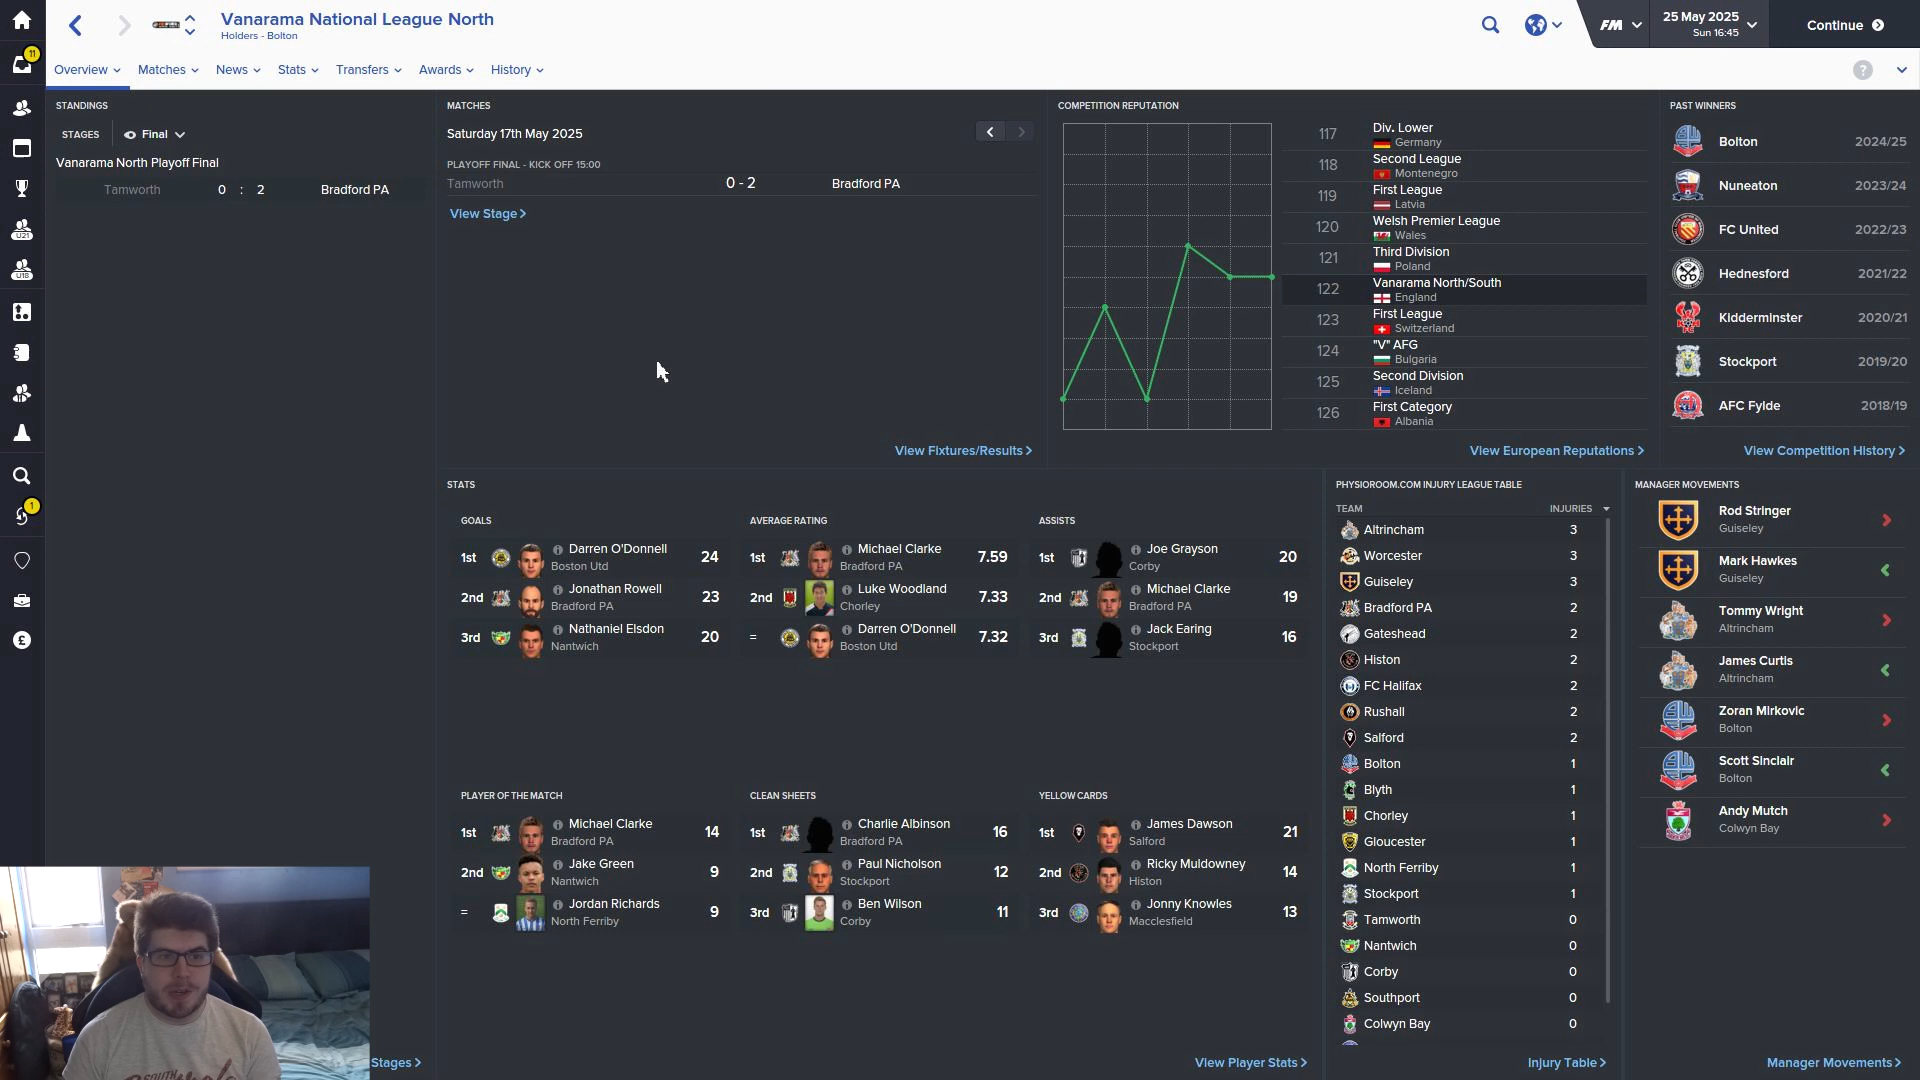 Vanarama National League North
Holders - Bolton
FM
25 May 2025
Sun 16:45
Continue
11
Overview
Matches
News
Stats
Transfers
Awards
History
?
U21
U18
1
£
STANDINGS
STAGES
Final
Vanarama North Playoff Final
Tamworth 0 : 2 Bradford PA
Stages
MATCHES
Saturday 17th May 2025
PLAYOFF FINAL - KICK OFF 15:00
Tamworth 0 - 2 Bradford PA
View Stage
View Fixtures/Results
COMPETITION REPUTATION
117 Div. Lower
Germany
118 Second League
Montenegro
119 First League
Latvia
120 Welsh Premier League
Wales
121 Third Division
Poland
122 Vanarama North/South
England
123 First League
Switzerland
124 "V" AFG
Bulgaria
125 Second Division
Iceland
126 First Category
Albania
View European Reputations
PAST WINNERS
Bolton 2024/25
Nuneaton 2023/24
FC United 2022/23
Hednesford 2021/22
Kidderminster 2020/21
Stockport 2019/20
AFC Fylde 2018/19
View Competition History
STATS
GOALS
1st Darren O'Donnell 24
Boston Utd
2nd Jonathan Rowell 23
Bradford PA
3rd Nathaniel Elsdon 20
Nantwich
AVERAGE RATING
1st Michael Clarke 7.59
Bradford PA
2nd Luke Woodland 7.33
Chorley
= Darren O'Donnell 7.32
Boston Utd
ASSISTS
1st Joe Grayson 20
Corby
2nd Michael Clarke 19
Bradford PA
3rd Jack Earing 16
Stockport
PLAYER OF THE MATCH
1st Michael Clarke 14
Bradford PA
2nd Jake Green 9
Nantwich
= Jordan Richards 9
North Ferriby
CLEAN SHEETS
1st Charlie Albinson 16
Bradford PA
2nd Paul Nicholson 12
Stockport
3rd Ben Wilson 11
Corby
YELLOW CARDS
1st James Dawson 21
Salford
2nd Ricky Muldowney 14
Histon
3rd Jonny Knowles 13
Macclesfield
View Player Stats
PHYSIOROOM.COM INJURY LEAGUE TABLE
TEAM INJURIES
Altrincham 3
Worcester 3
Guiseley 3
Bradford PA 2
Gateshead 2
Histon 2
FC Halifax 2
Rushall 2
Salford 2
Bolton 1
Blyth 1
Chorley 1
Gloucester 1
North Ferriby 1
Stockport 1
Tamworth 0
Nantwich 0
Corby 0
Southport 0
Colwyn Bay 0
Injury Table
MANAGER MOVEMENTS
Rod Stringer
Guiseley
Mark Hawkes
Guiseley
Tommy Wright
Altrincham
James Curtis
Altrincham
Zoran Mirkovic
Bolton
Scott Sinclair
Bolton
Andy Mutch
Colwyn Bay
Manager Movements